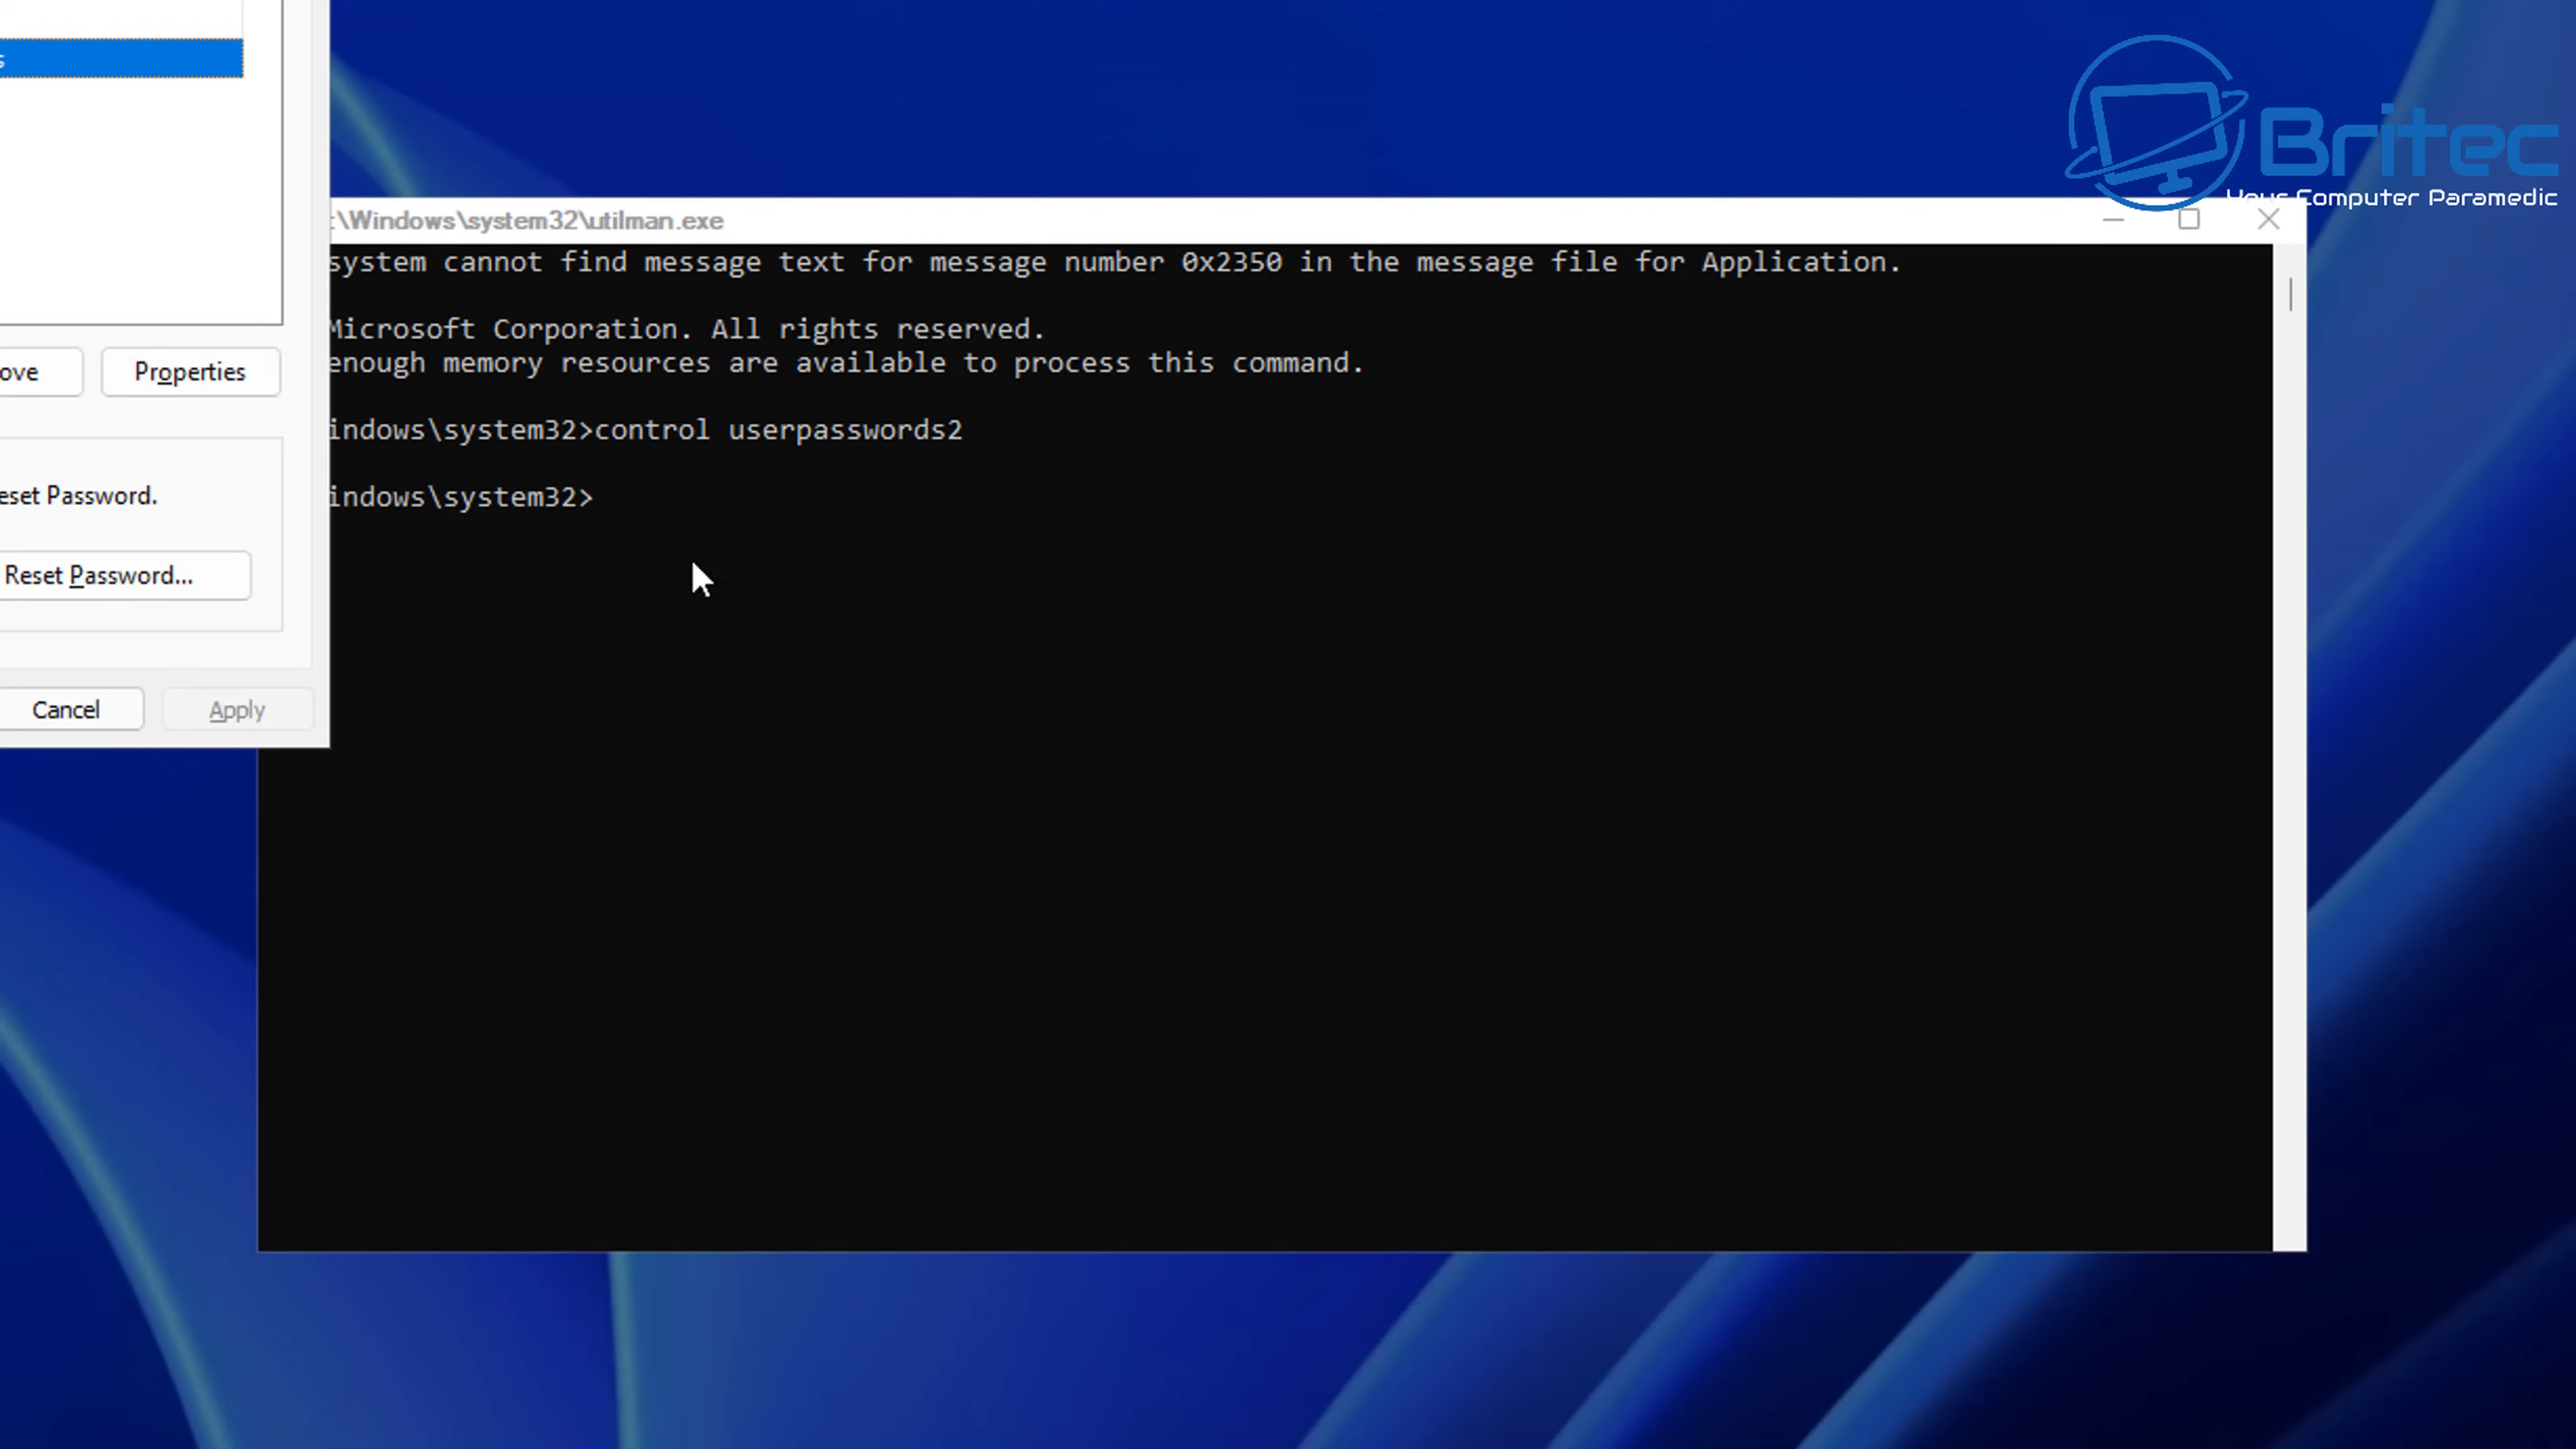 Britec
Your Computer Paramedic
s
ove
Properties
eset Password.
Reset Password...
Cancel
Apply
:\Windows\system32\utilman.exe
system cannot find message text for message number 0x2350 in the message file for Application.
Microsoft Corporation. All rights reserved.
enough memory resources are available to process this command.
indows\system32>control userpasswords2
indows\system32>